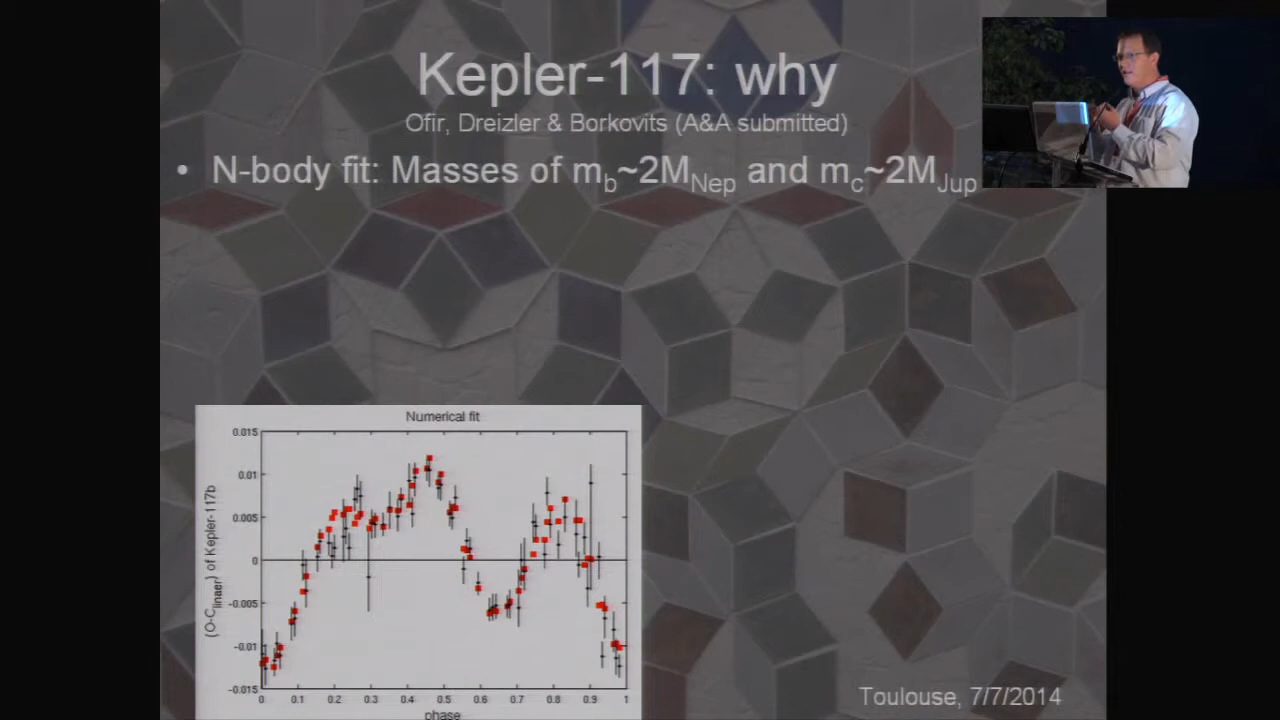 Kepler-117: why
Ofir, Dreizler & Borkovits (A&A submitted)
• N-body fit: Masses of mb~2MNep and mc~2MJup
Numerical fit
0.015
0.01
0.005
0
-0.005
-0.01
-0.015
(O-Clinaer) of Kepler-117b
0 0.1 0.2 0.3 0.4 0.5 0.6 0.7 0.8 0.9 1
phase
Toulouse, 7/7/2014